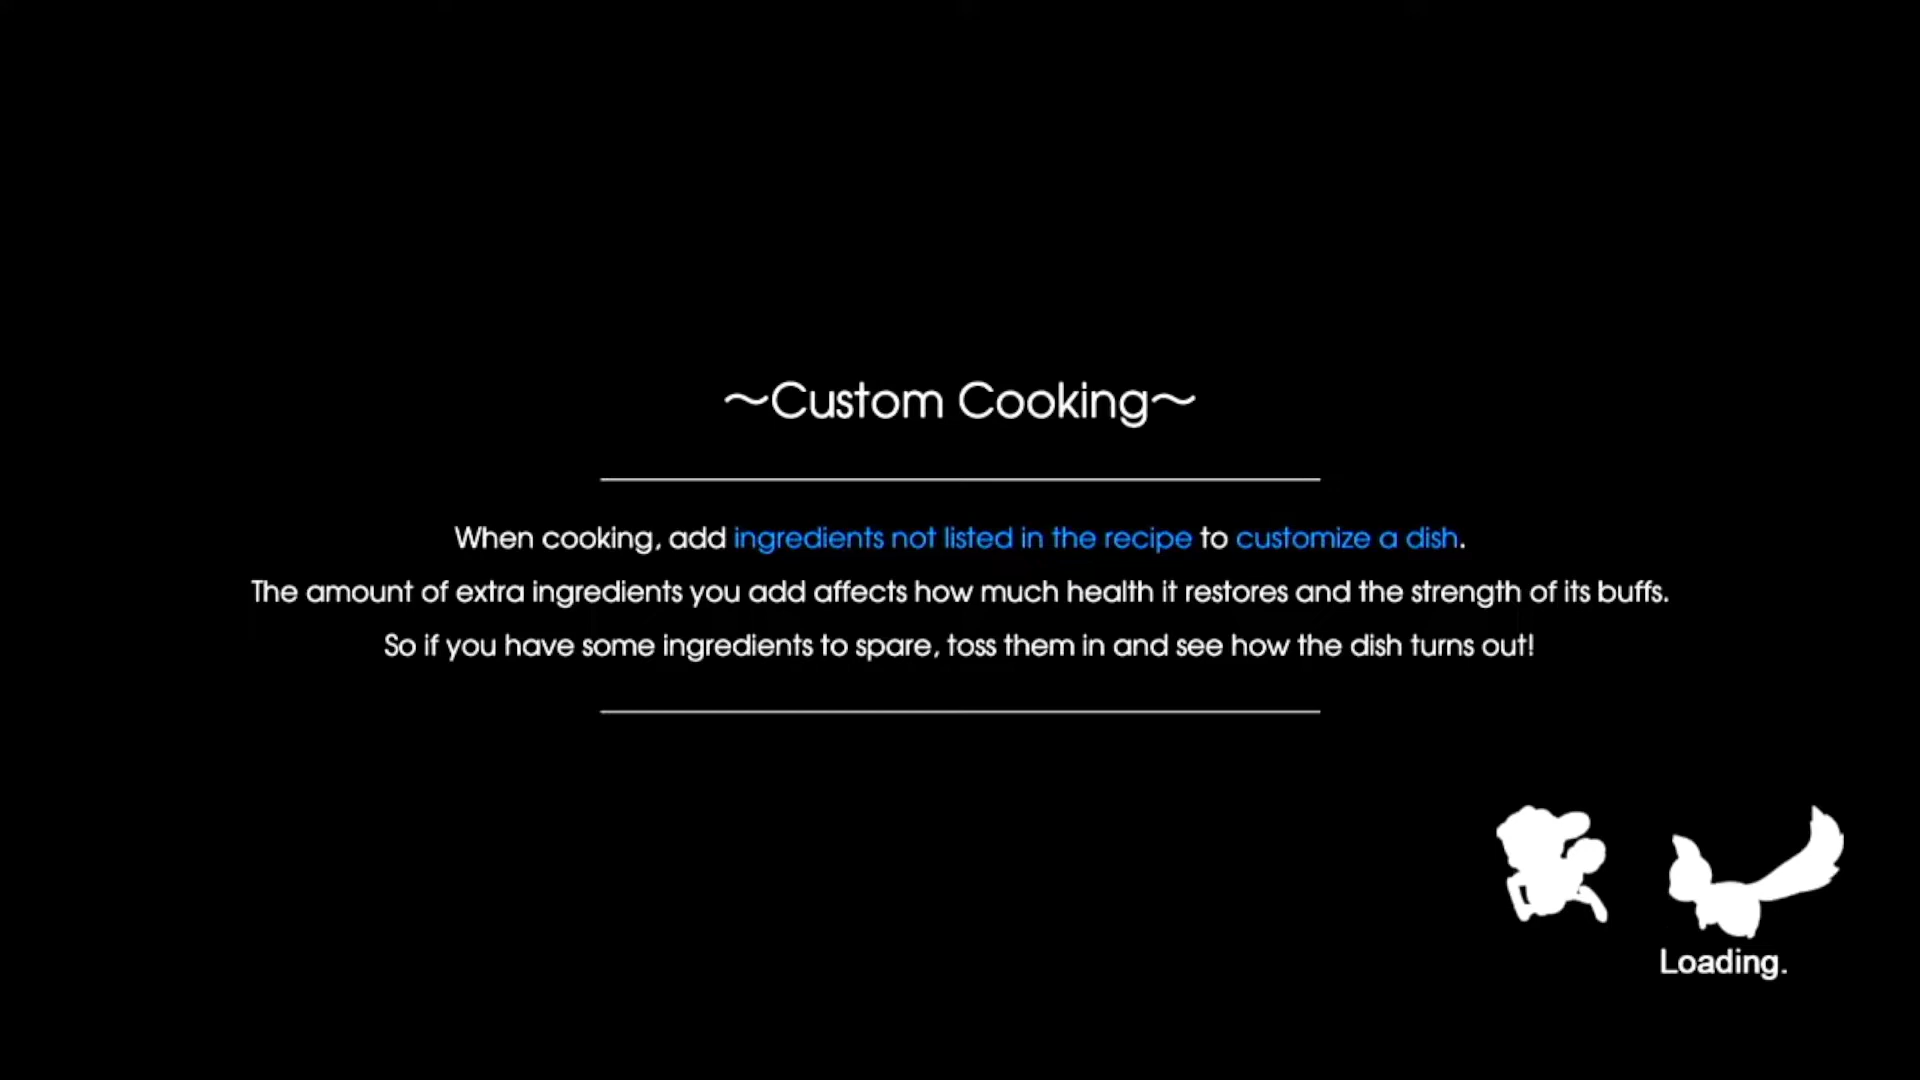 ～Custom Cooking～
When cooking, add ingredients not listed in the recipe to customize a dish.
The amount of extra ingredients you add affects how much health it restores and the strength of its buffs.
So if you have some ingredients to spare, toss them in and see how the dish turns out!
Loading.